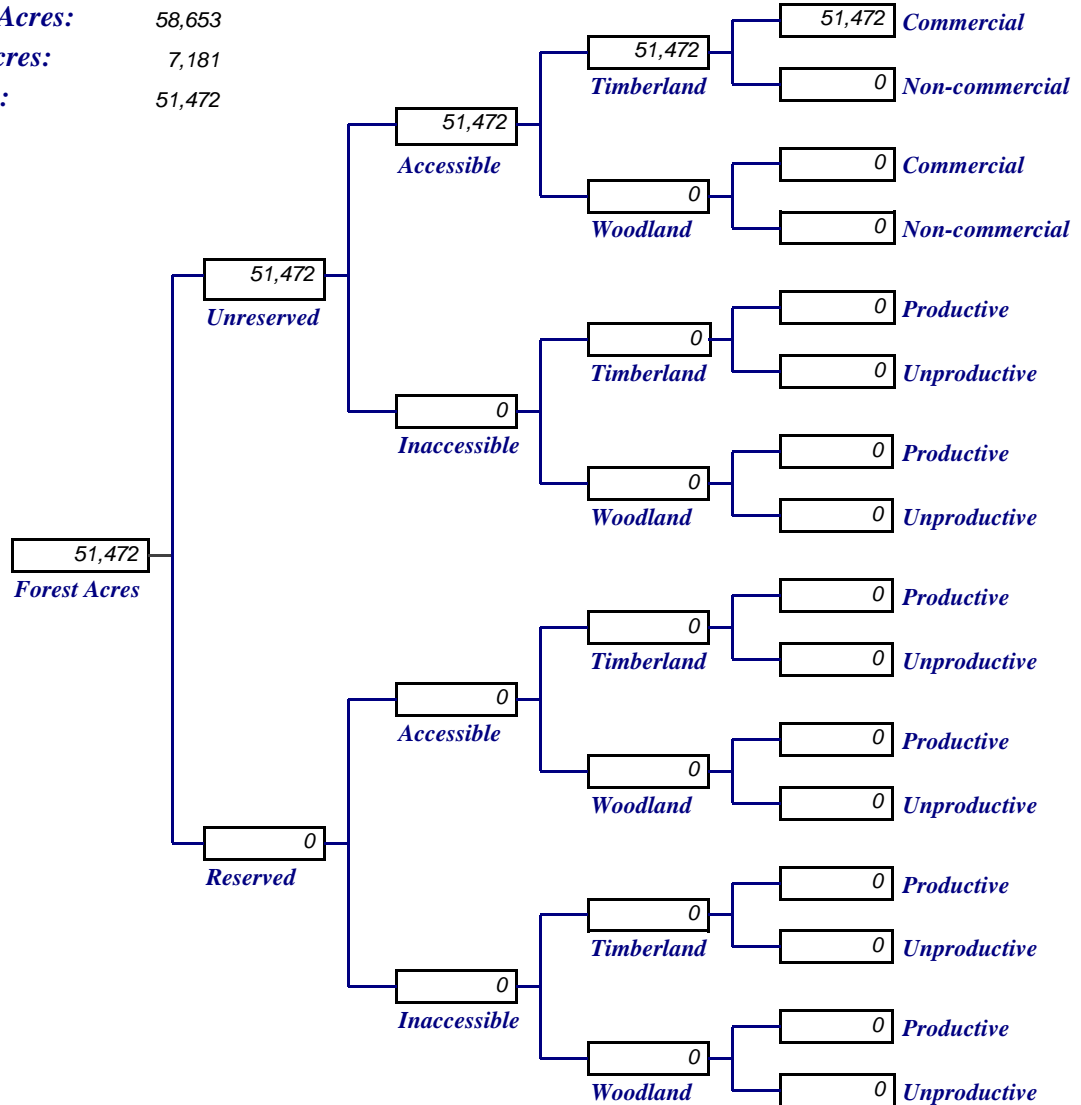 Acres: 58,653
cres: 7,181
: 51,472
51,472 Commercial
51,472
Timberland
0 Non-commercial
51,472
Accessible
0 Commercial
0
Woodland
0 Non-commercial
51,472
Unreserved
0 Productive
0
Timberland
0 Unproductive
0
Inaccessible
0 Productive
0
Woodland
0 Unproductive
51,472
Forest Acres
0 Productive
0
Timberland
0 Unproductive
0
Accessible
0 Productive
0
Woodland
0 Unproductive
0
Reserved
0 Productive
0
Timberland
0 Unproductive
0
Inaccessible
0 Productive
0
Woodland
0 Unproductive